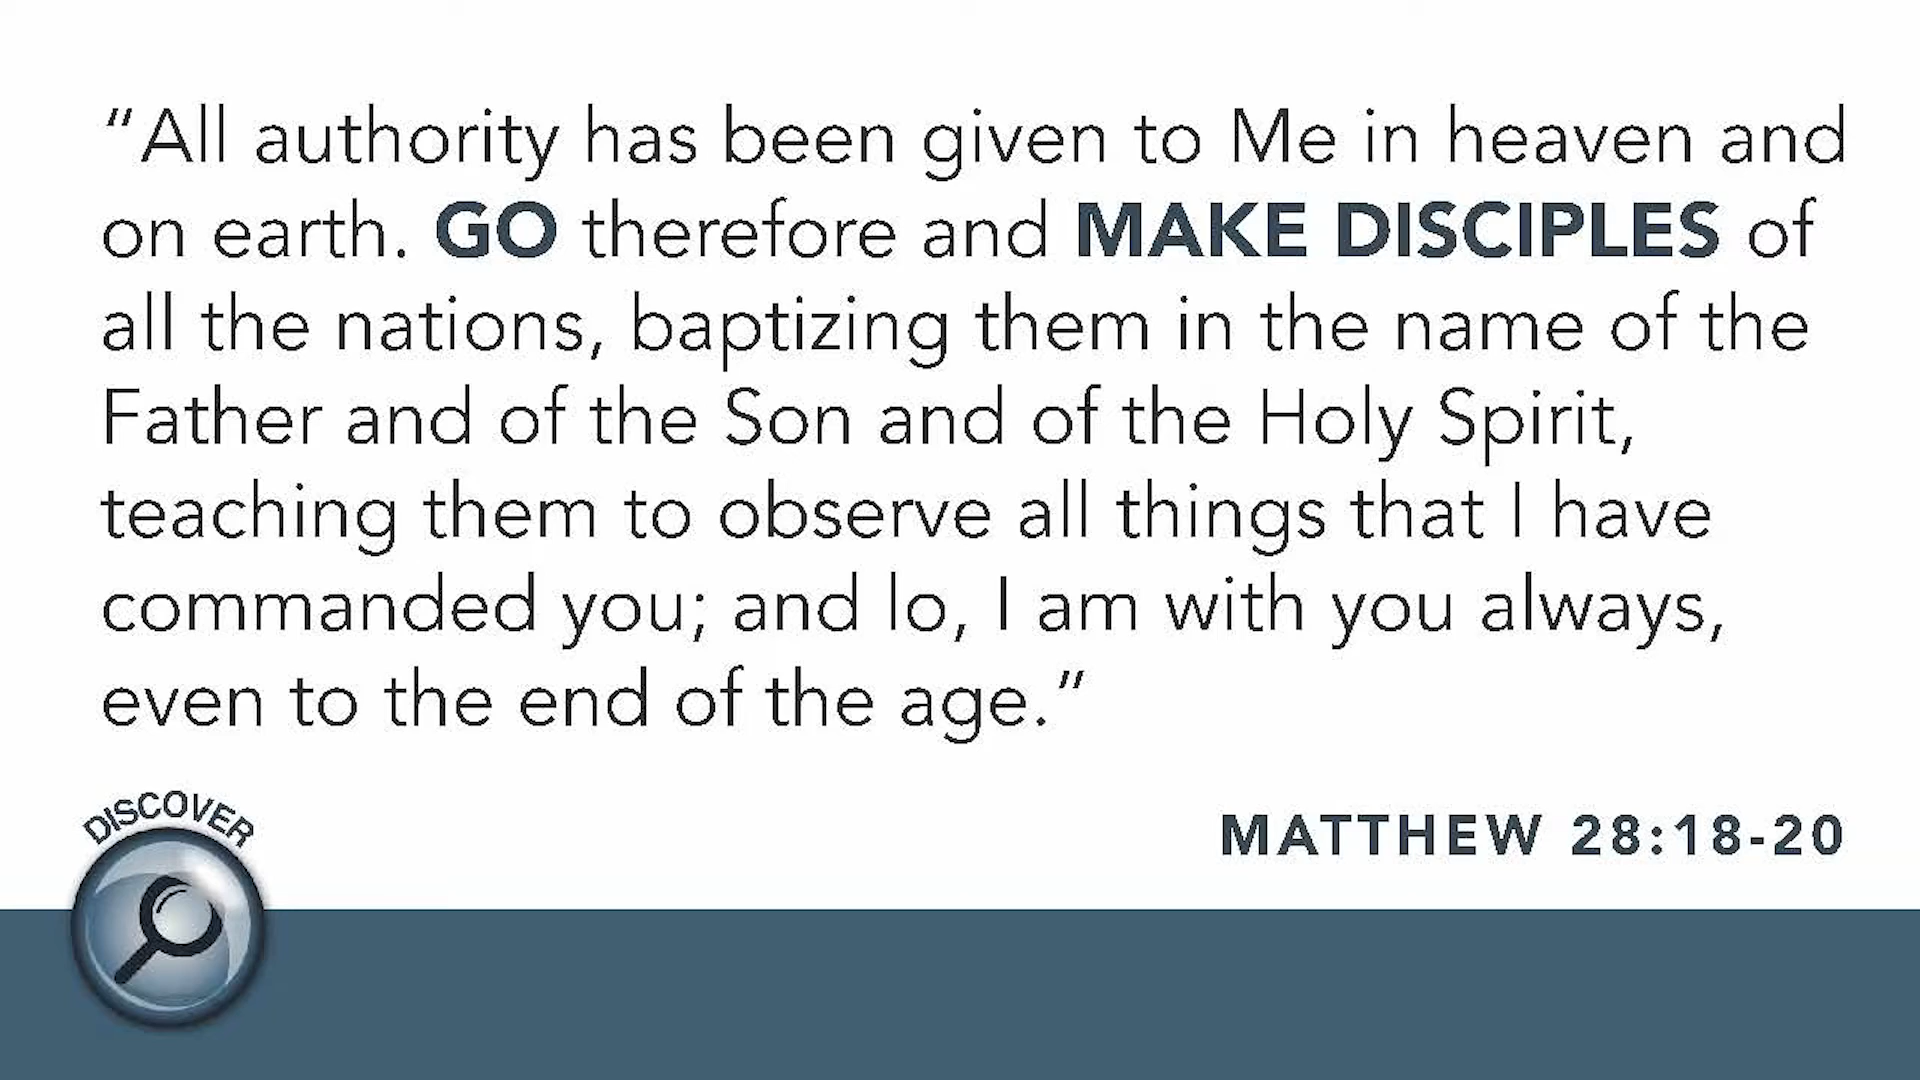 “All authority has been given to Me in heaven and
on earth. GO therefore and MAKE DISCIPLES of
all the nations, baptizing them in the name of the
Father and of the Son and of the Holy Spirit,
teaching them to observe all things that I have
commanded you; and lo, I am with you always,
even to the end of the age.”
MATTHEW 28:18-20
DISCOVER